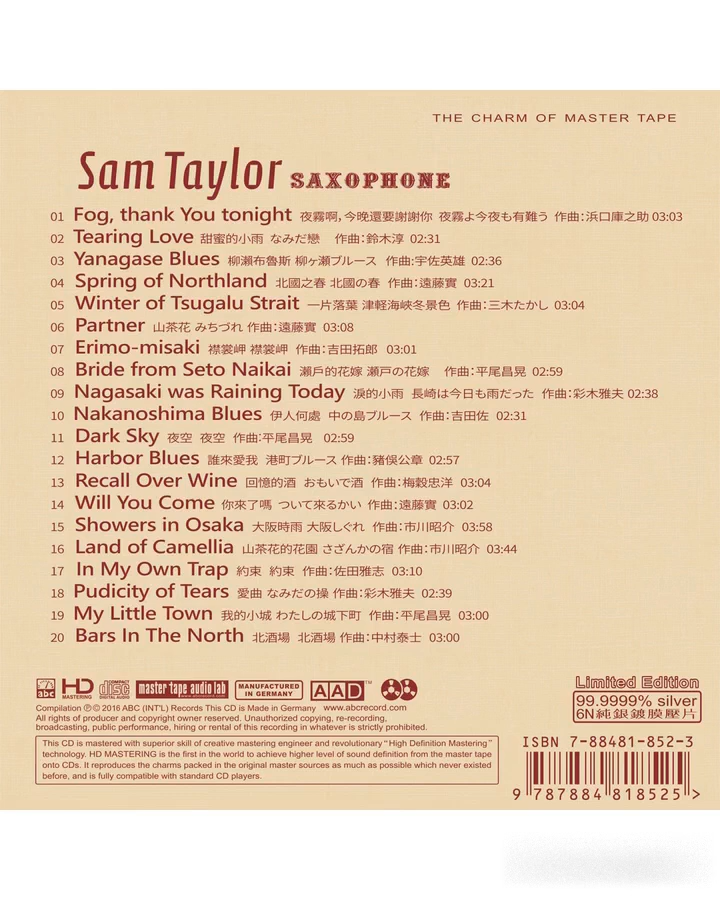 THE CHARM OF MASTER TAPE
Sam Taylor SAXOPHONE
01 Fog, thank You tonight 夜霧啊,今晚還要謝謝你 夜霧よ今夜も有難う 作曲:浜口庫之助 03:03
02 Tearing Love 甜蜜的小雨 なみだ戀 作曲:鈴木淳 02:31
03 Yanagase Blues 柳瀬布魯斯 柳ヶ瀬ブルース 作曲:宇佐英雄 02:36
04 Spring of Northland 北國之春 北國の春 作曲:遠藤實 03:21
05 Winter of Tsugalu Strait 一片落葉 津軽海峡冬景色 作曲:三木たかし 03:04
06 Partner 山茶花 みちづれ 作曲:遠藤實 03:08
07 Erimo-misaki 襟裳岬 襟裳岬 作曲:吉田拓郎 03:01
08 Bride from Seto Naikai 瀨戶的花嫁 瀬戸の花嫁 作曲:平尾昌晃 02:59
09 Nagasaki was Raining Today 淚的小雨 長崎は今日も雨だった 作曲:彩木雅夫 02:38
10 Nakanoshima Blues 伊人何處 中の島ブルース 作曲:吉田佐 02:31
11 Dark Sky 夜空 夜空 作曲:平尾昌晃 02:59
12 Harbor Blues 誰來愛我 港町ブルース 作曲:豬俁公章 02:57
13 Recall Over Wine 回憶的酒 おもいで酒 作曲:梅穀忠洋 03:04
14 Will You Come 你來了嗎 ついて來るかい 作曲:遠藤實 03:02
15 Showers in Osaka 大阪時雨 大阪しぐれ 作曲:市川昭介 03:58
16 Land of Camellia 山茶花的花園 さざんかの宿 作曲:市川昭介 03:44
17 In My Own Trap 約束 約束 作曲:佐田雅志 03:10
18 Pudicity of Tears 愛曲 なみだの操 作曲:彩木雅夫 02:39
19 My Little Town 我的小城 わたしの城下町 作曲:平尾昌晃 03:00
20 Bars In The North 北酒場 北酒場 作曲:中村泰士 03:00
abc HD MASTERING COMPACT disc DIGITAL AUDIO master tape audio lab MANUFACTURED IN GERMANY AAD™
Compilation ℗© 2016 ABC (INT'L) Records This CD is Made in Germany www.abcrecord.com
All rights of producer and copyright owner reserved. Unauthorized copying, re-recording,
broadcasting, public performance, hiring or rental of this recording in whatever is strictly prohibited.
This CD is mastered with superior skill of creative mastering engineer and revolutionary "High Definition Mastering"
technology. HD MASTERING is the first in the world to achieve higher level of sound definition from the master tape
onto CDs. It reproduces the charms packed in the original master sources as much as possible which never existed
before, and is fully compatible with standard CD players.
Limited Edition
99.9999% silver
6N純銀鍍膜壓片
ISBN 7-88481-852-3
9 787884 818525 >